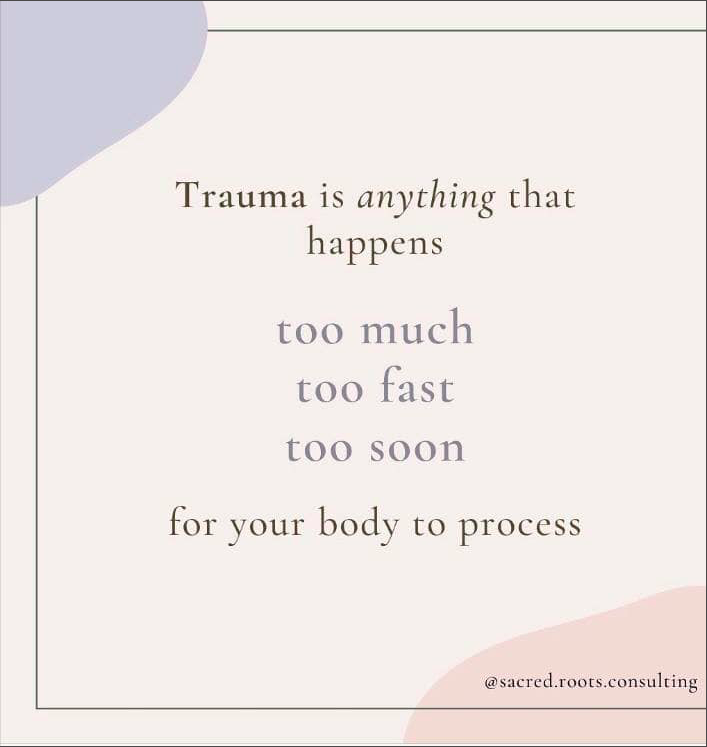 Trauma is anything that
happens
too much
too fast
too soon
for your body to process
@sacred.roots.consulting